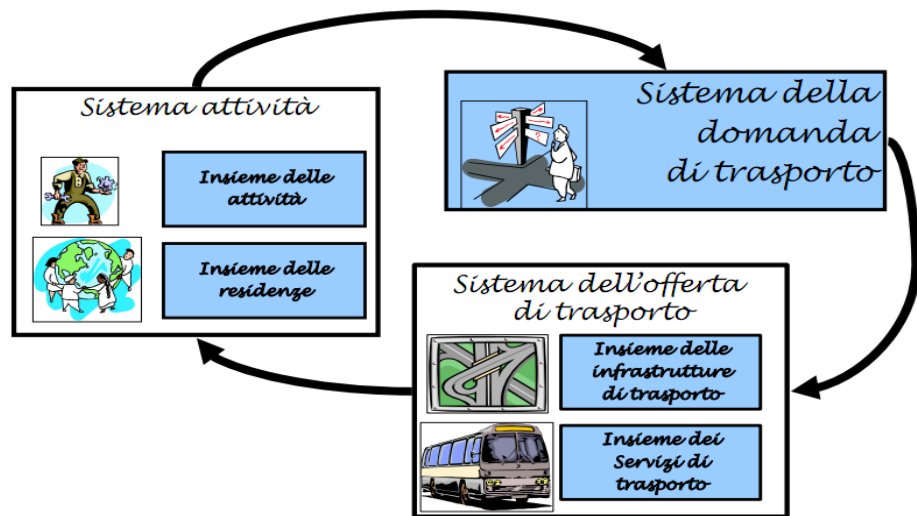 Sistema attività
Insieme delle
attività
Insieme delle
residenze
Sistema della
domanda
di trasporto
?
Sistema dell'offerta
di trasporto
Insieme delle
infrastrutture
di trasporto
Insieme dei
Servizi di
trasporto